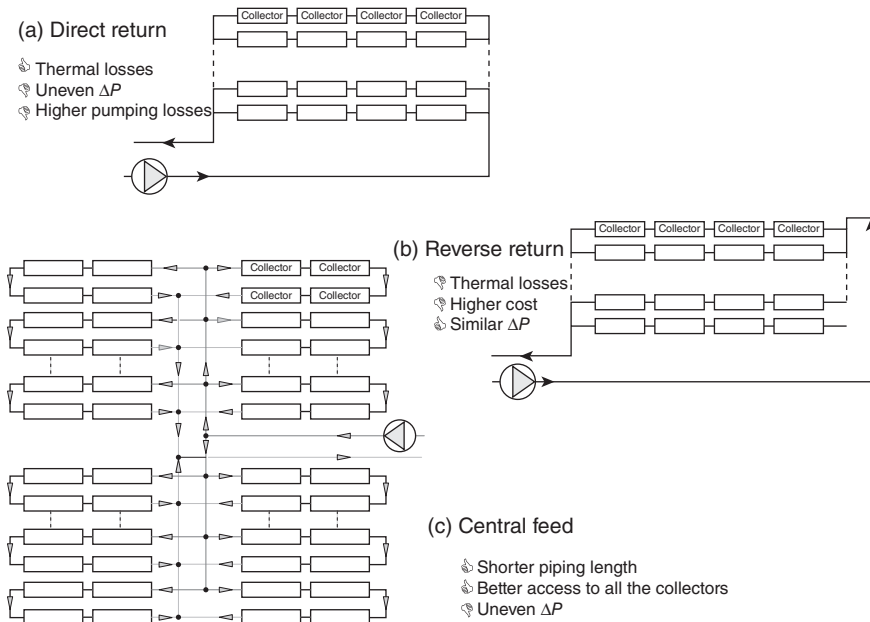 (a) Direct return
Collector Collector Collector Collector
👍 Thermal losses
👎 Uneven ΔP
👎 Higher pumping losses
(b) Reverse return
Collector Collector Collector Collector
👎 Thermal losses
👎 Higher cost
👍 Similar ΔP
Collector Collector
Collector Collector
(c) Central feed
👍 Shorter piping length
👍 Better access to all the collectors
👎 Uneven ΔP